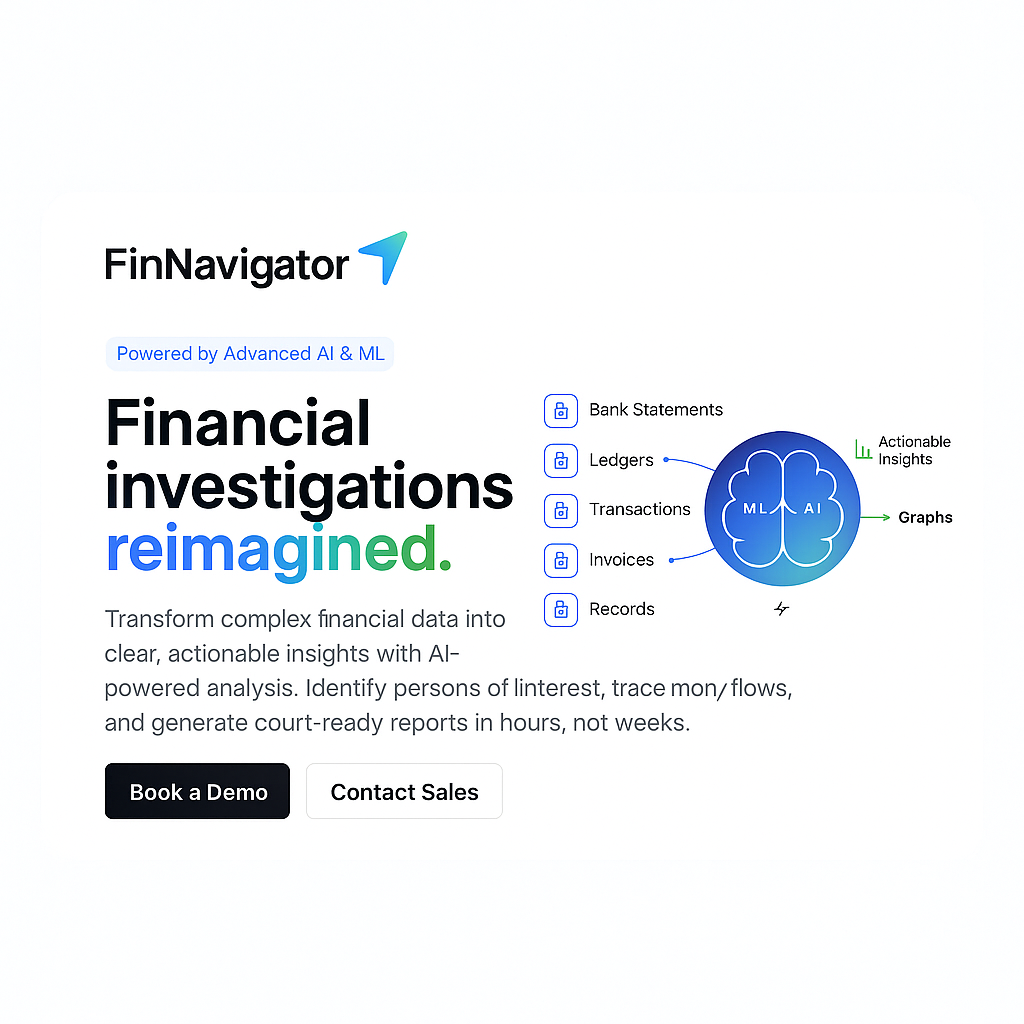 FinNavigator
Powered by Advanced AI & ML
Financial
investigations
reimagined.
Transform complex financial data into
clear, actionable insights with AI-
powered analysis. Identify persons of linterest, trace mon/flows,
and generate court-ready reports in hours, not weeks.
Book a Demo
Contact Sales
Bank Statements
Ledgers
Transactions
Invoices
Records
ML AI
Actionable
Insights
Graphs